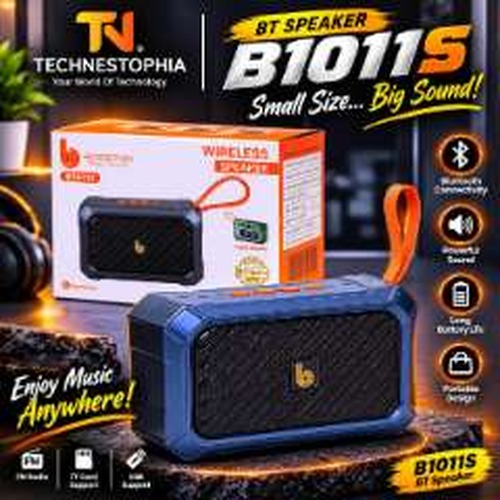 TN
TECHNESTOPHIA
Your World Of Technology
BT SPEAKER
B1011S
Small Size... Big Sound!
WIRELESS
SPEAKER
Bluetooth
Connectivity
Powerful
Sound
Long
Battery Life
Portable
Design
Enjoy Music
Anywhere!
FM
FM Radio
TF Card
Support
USB
Support
B1011S
BT Speaker